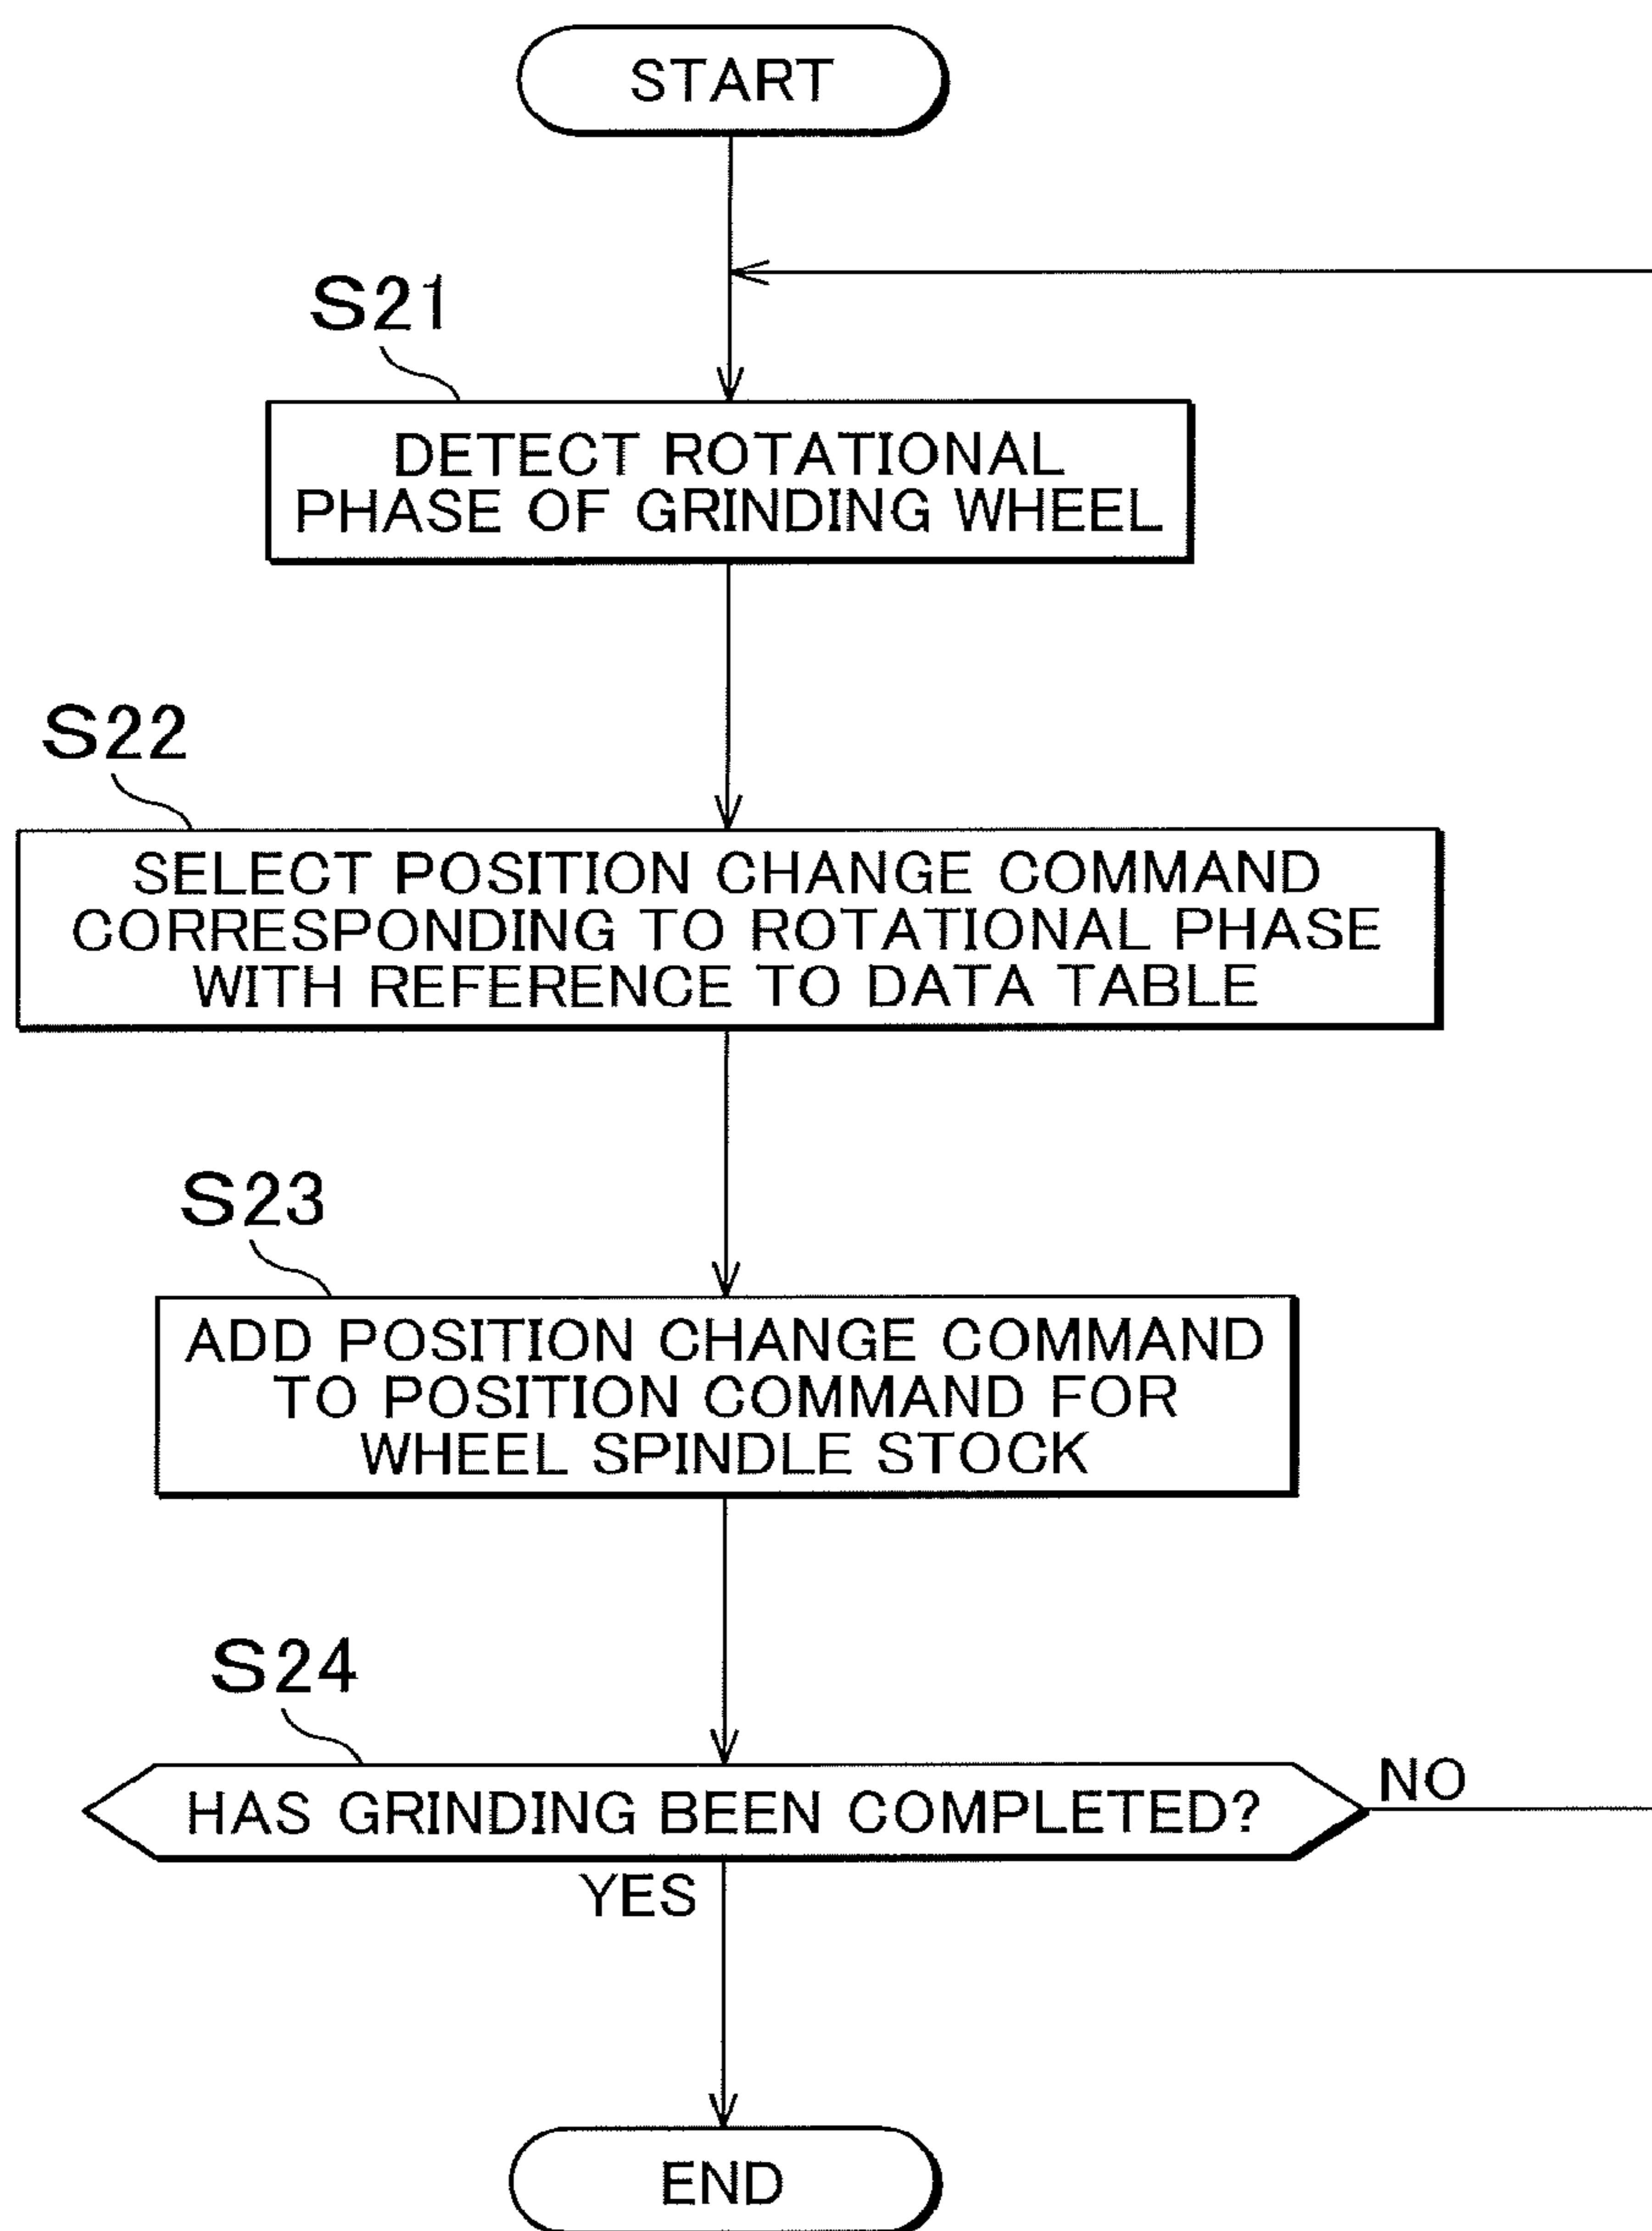 START
S21
DETECT ROTATIONAL
PHASE OF GRINDING WHEEL
S22
SELECT POSITION CHANGE COMMAND
CORRESPONDING TO ROTATIONAL PHASE
WITH REFERENCE TO DATA TABLE
S23
ADD POSITION CHANGE COMMAND
TO POSITION COMMAND FOR
WHEEL SPINDLE STOCK
S24
HAS GRINDING BEEN COMPLETED?
NO
YES
END